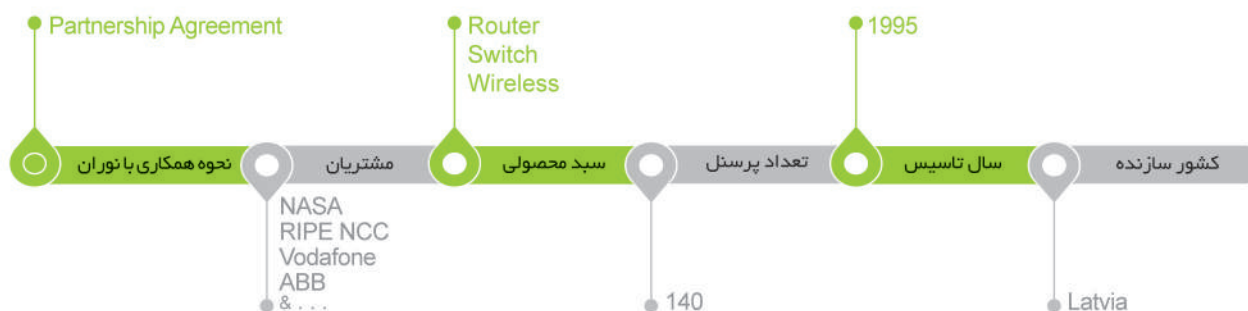 Partnership Agreement
Router
Switch
Wireless
1995
کشور سازنده
سال تاسیس
تعداد پرسنل
سبد محصولی
مشتریان
نحوه همکاری با نوران
NASA
RIPE NCC
Vodafone
ABB
& . . .
140
Latvia